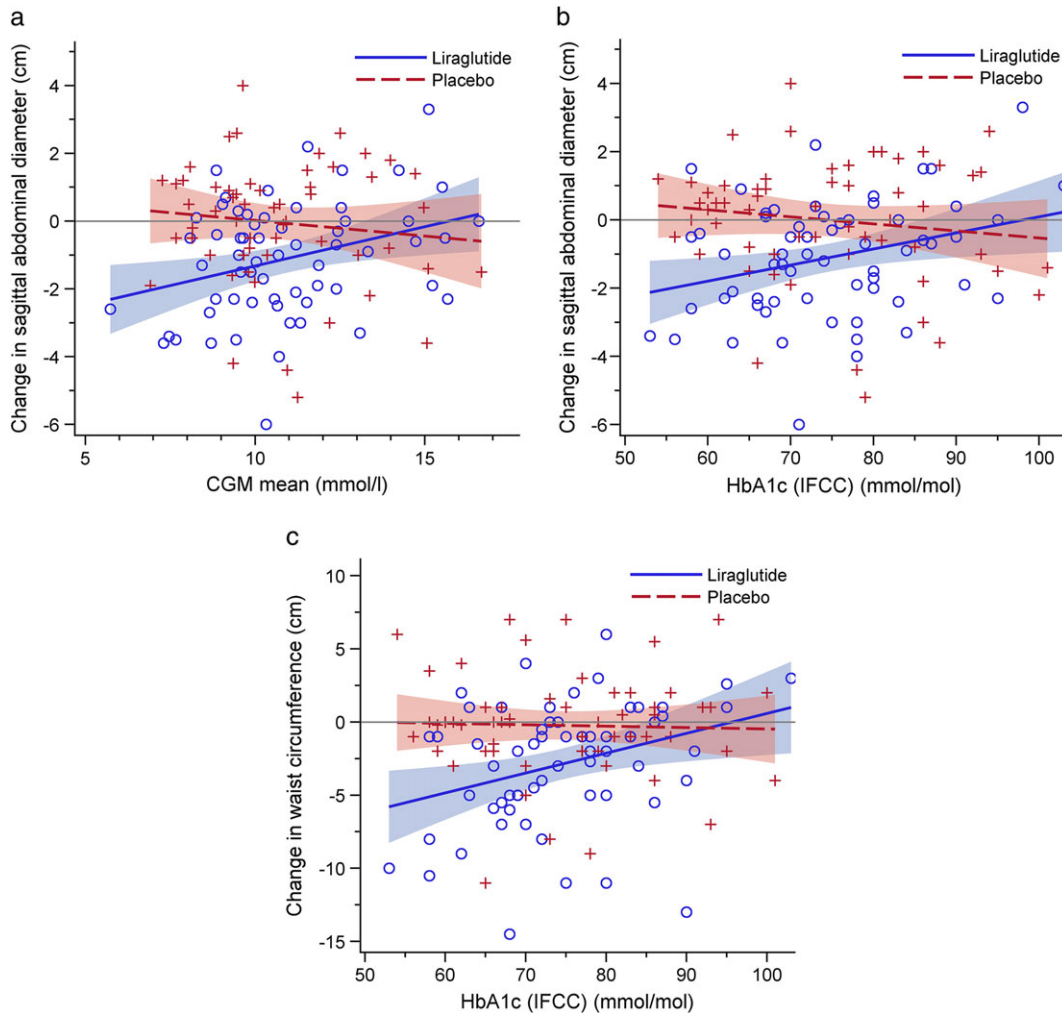 a
Change in sagittal abdominal diameter (cm)
4
2
0
-2
-4
-6
Liraglutide
Placebo
5
10
15
CGM mean (mmol/l)
b
Change in sagittal abdominal diameter (cm)
4
2
0
-2
-4
-6
Liraglutide
Placebo
50
60
70
80
90
100
HbA1c (IFCC) (mmol/mol)
c
Change in waist circumference (cm)
10
5
0
-5
-10
-15
Liraglutide
Placebo
50
60
70
80
90
100
HbA1c (IFCC) (mmol/mol)